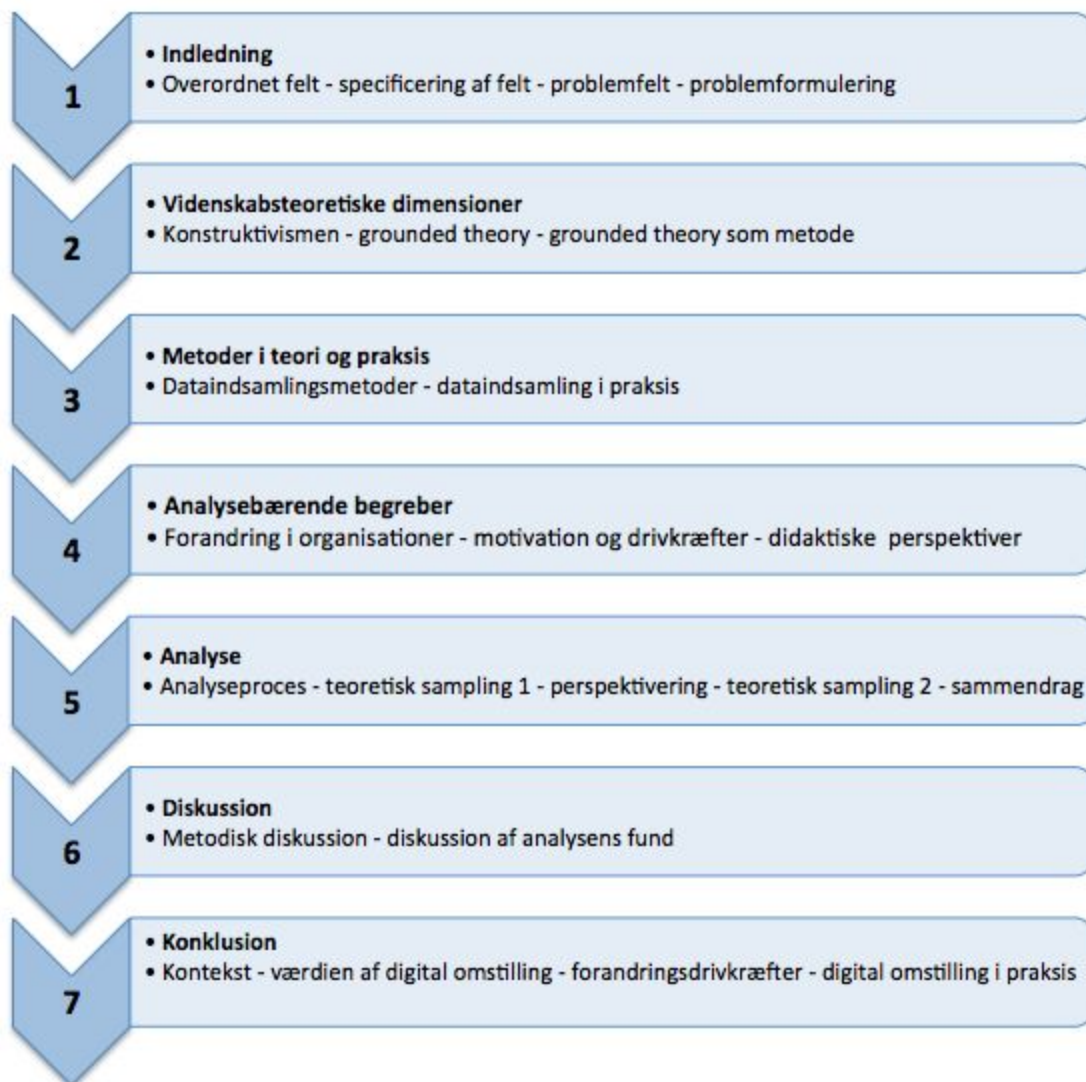 1
• Indledning
• Overordnet felt - specificering af felt - problemfelt - problemformulering
2
• Videnskabsteoretiske dimensioner
• Konstruktivismen - grounded theory - grounded theory som metode
3
• Metoder i teori og praksis
• Dataindsamlingsmetoder - dataindsamling i praksis
4
• Analysebærende begreber
• Forandring i organisationer - motivation og drivkræfter - didaktiske perspektiver
5
• Analyse
• Analyseproces - teoretisk sampling 1 - perspektivering - teoretisk sampling 2 - sammendrag
6
• Diskussion
• Metodisk diskussion - diskussion af analysens fund
7
• Konklusion
• Kontekst - værdien af digital omstilling - forandringsdrivkræfter - digital omstilling i praksis